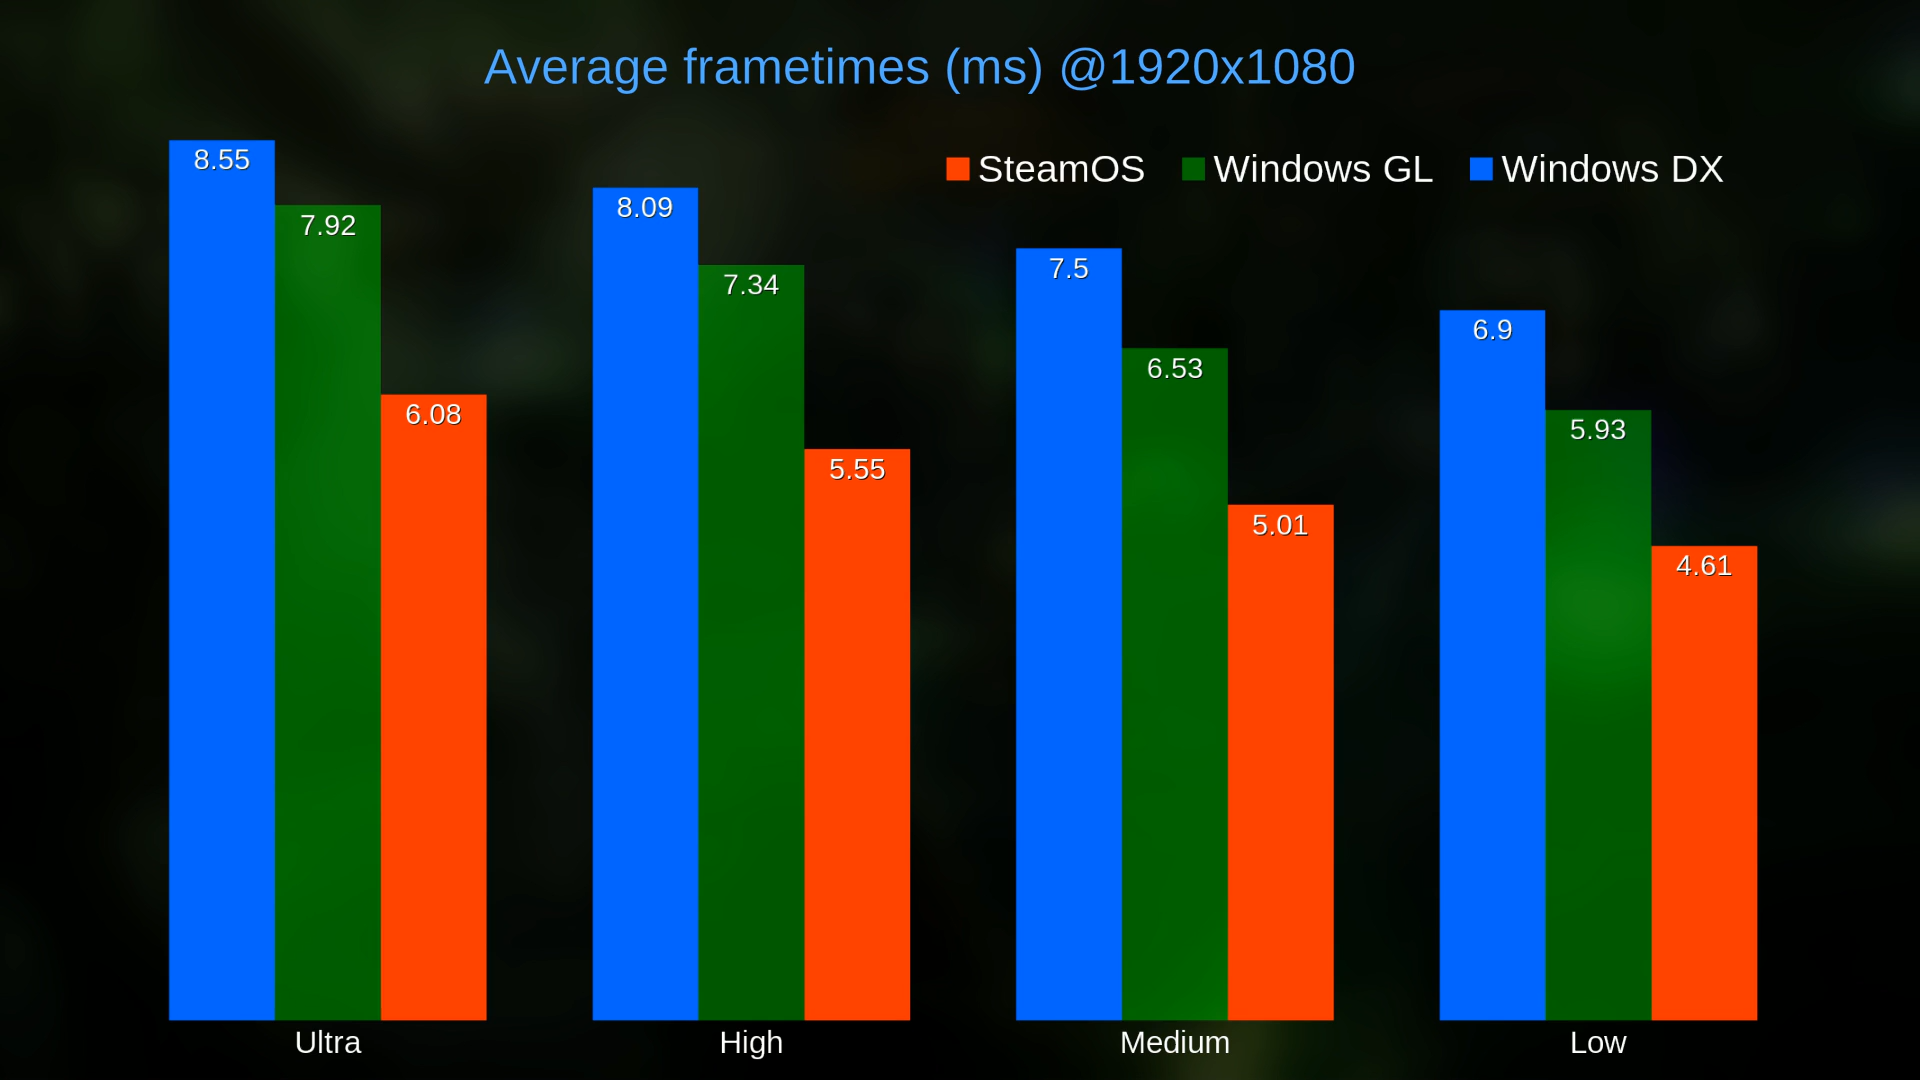 Average frametimes (ms) @1920x1080
SteamOS Windows GL Windows DX
8.55 7.92 6.08
8.09 7.34 5.55
7.5 6.53 5.01
6.9 5.93 4.61
Ultra High Medium Low